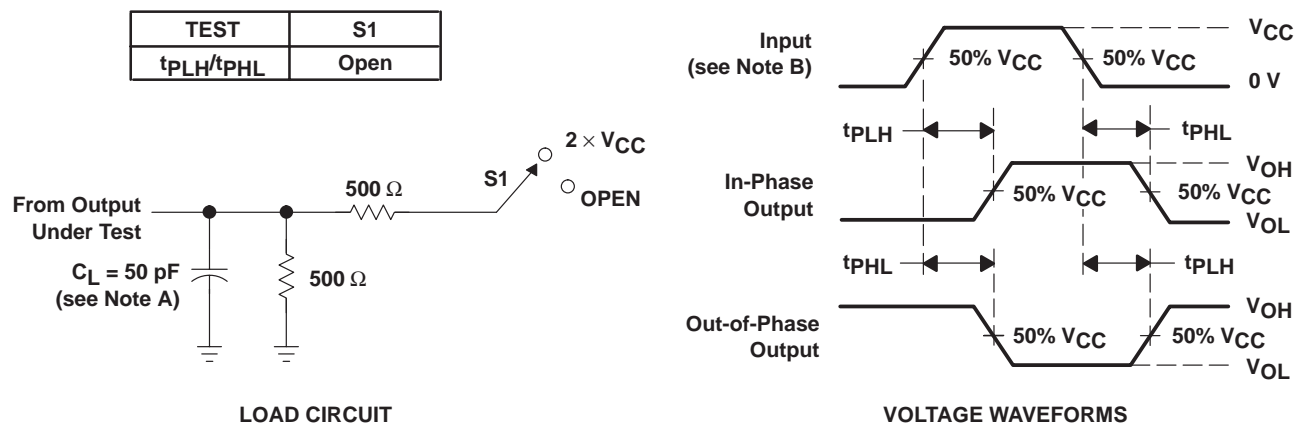 TEST S1
tPLH/tPHL Open
2 × VCC
S1
OPEN
500 Ω
From Output
Under Test
CL = 50 pF
(see Note A)
500 Ω
LOAD CIRCUIT
Input
(see Note B)
50% VCC
50% VCC
VCC
0 V
tPLH
tPHL
In-Phase
Output
50% VCC
50% VCC
VOH
VOL
tPHL
tPLH
Out-of-Phase
Output
50% VCC
50% VCC
VOH
VOL
VOLTAGE WAVEFORMS